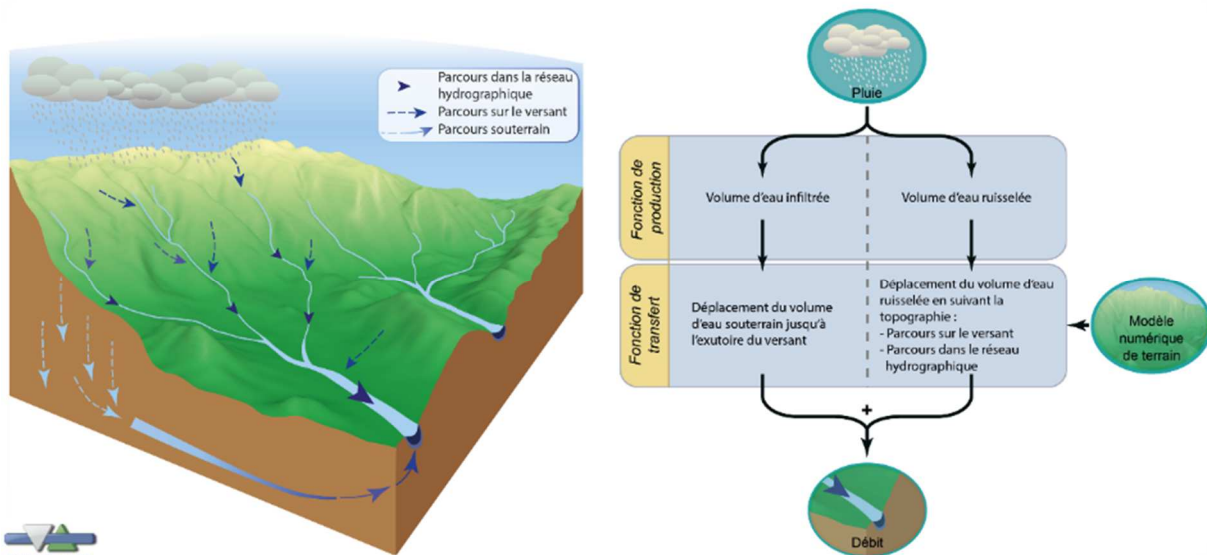 Parcours dans la réseau
hydrographique
Parcours sur le versant
Parcours souterrain
Pluie
Fonction de
production
Volume d'eau infiltrée
Volume d'eau ruisselée
Fonction de
transfert
Déplacement du volume
d'eau souterrain jusqu'à
l'exutoire du versant
Déplacement du volume d'eau
ruisselée en suivant la
topographie :
- Parcours sur le versant
- Parcours dans le réseau
hydrographique
Modèle
numérique
de terrain
+
Débit